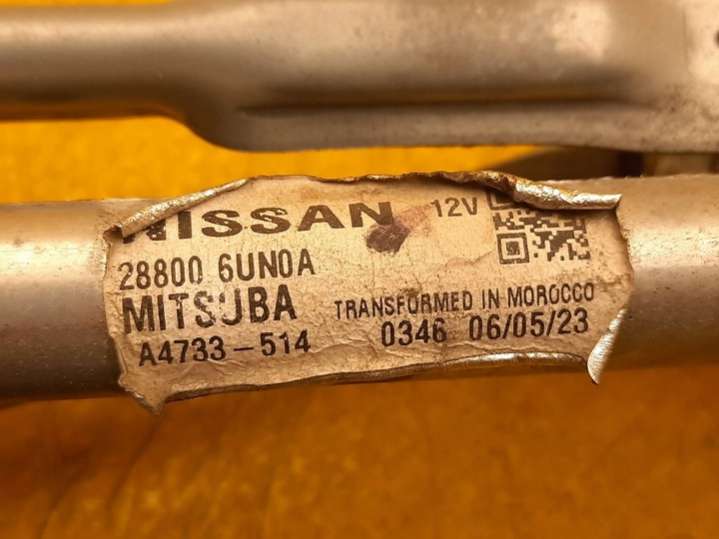 NISSAN 12V
28800 6UN0A
MITSUBA TRANSFORMED IN MOROCCO
A4733-514 0346 06/05/23